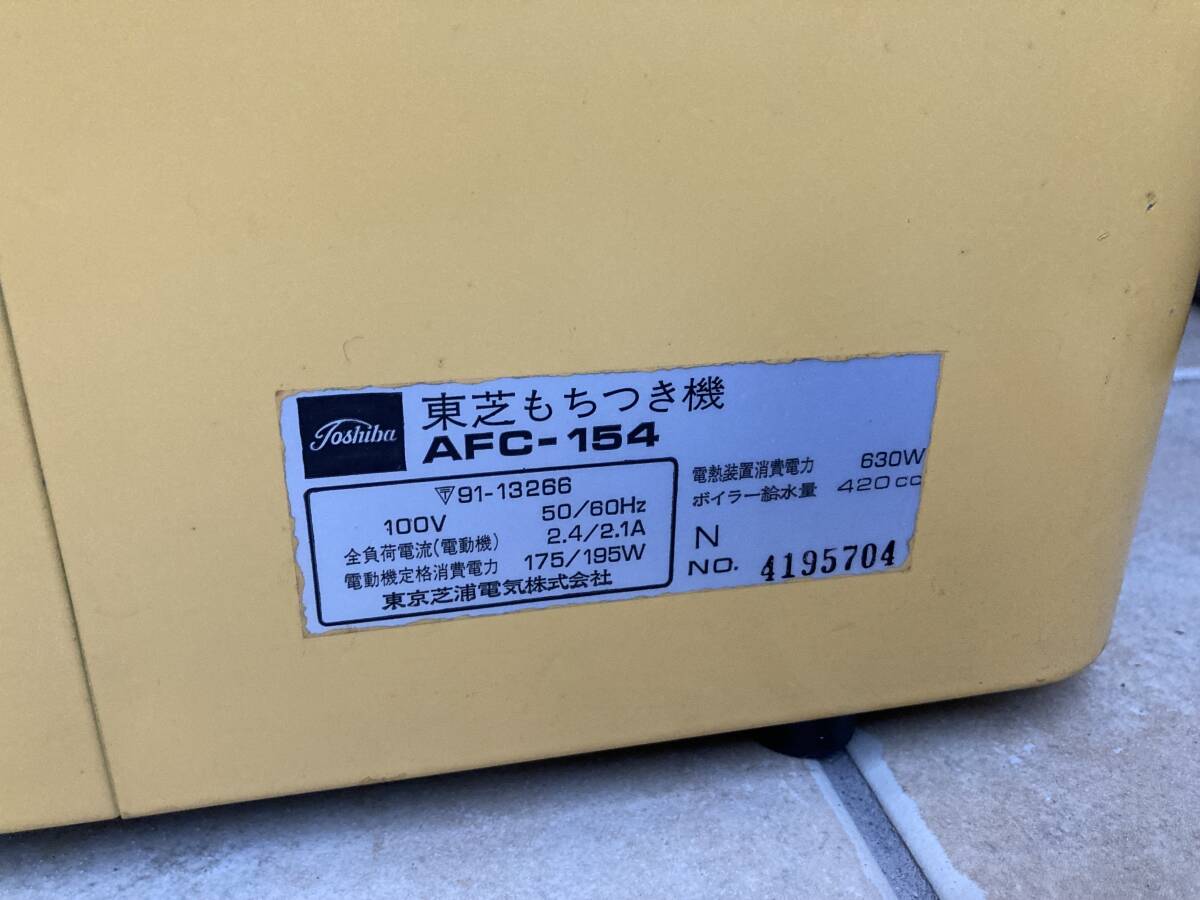 Toshiba
東芝もちつき機
AFC-154
〒91-13266
100V 50/60Hz
全負荷電流(電動機) 2.4/2.1A
電動機定格消費電力 175/195W
東京芝浦電気株式会社
電熱装置消費電力 630W
ボイラー給水量 420cc
N
NO. 4195704